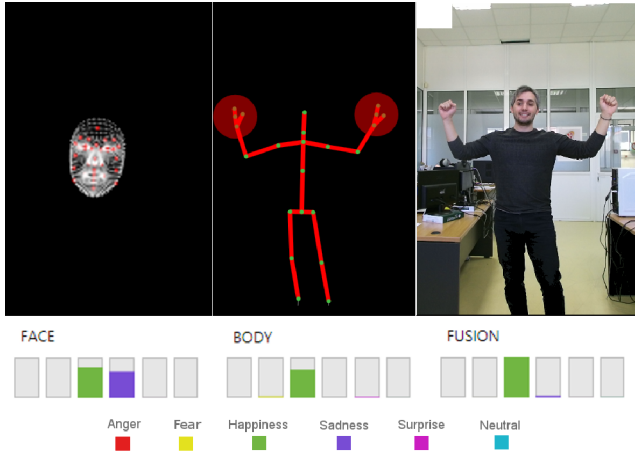 FACE
BODY
FUSION
Anger
Fear
Happiness
Sadness
Surprise
Neutral